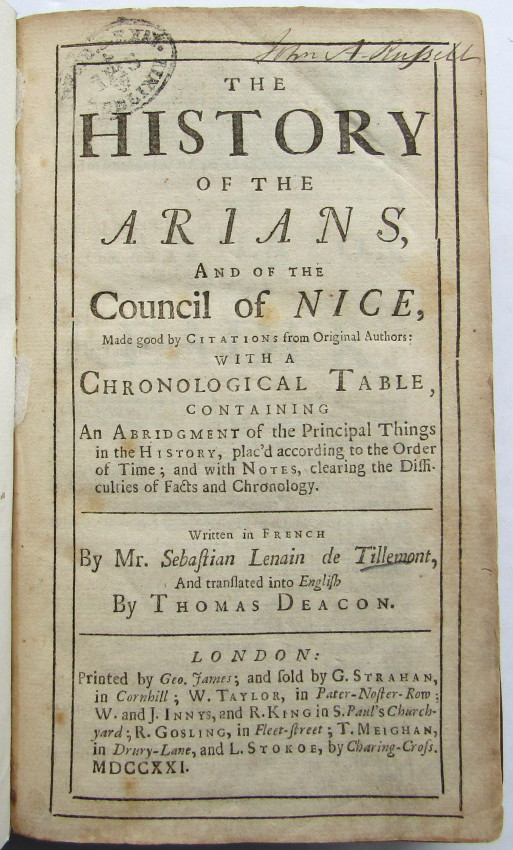 John A. Russell
THE
HISTORY
OF THE
ARIANS,
AND OF THE
Council of NICE,
Made good by CITATIONS from Original Authors:
WITH A
CHRONOLOGICAL TABLE,
CONTAINING
An ABRIDGMENT of the Principal Things
in the HISTORY, plac'd according to the Order
of Time; and with NOTES, clearing the Diffi-
culties of Facts and Chronology.
Written in FRENCH
By Mr. Sebaſtian Lenain de Tillemont,
And tranſlated into Engliſh
By THOMAS DEACON.
LONDON:
Printed by Geo. James; and ſold by G. STRAHAN,
in Cornhill; W. TAYLOR, in Pater-Noſter-Row;
W. and J. INNYS, and R. KING in S. Paul's Church-
yard; R. GOSLING, in Fleet-ſtreet; T. MEIGHAN,
in Drury-Lane, and L. STOKOE, by Charing-Croſs.
MDCCXXI.